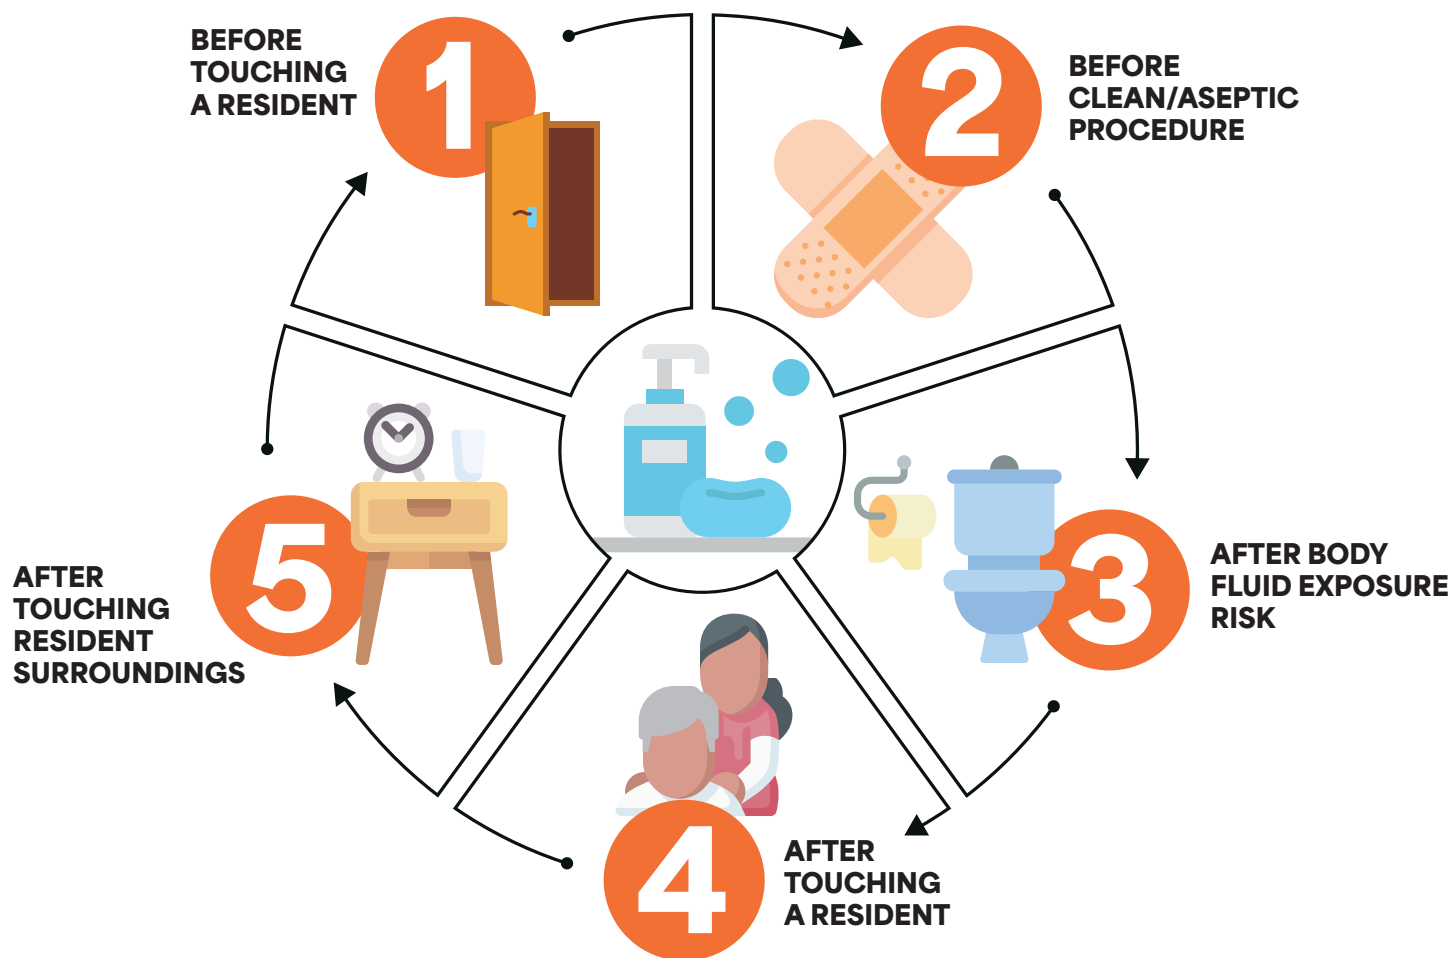 1
BEFORE
TOUCHING
A RESIDENT
2
BEFORE
CLEAN/ASEPTIC
PROCEDURE
3
AFTER BODY
FLUID EXPOSURE
RISK
4
AFTER
TOUCHING
A RESIDENT
5
AFTER
TOUCHING
RESIDENT
SURROUNDINGS